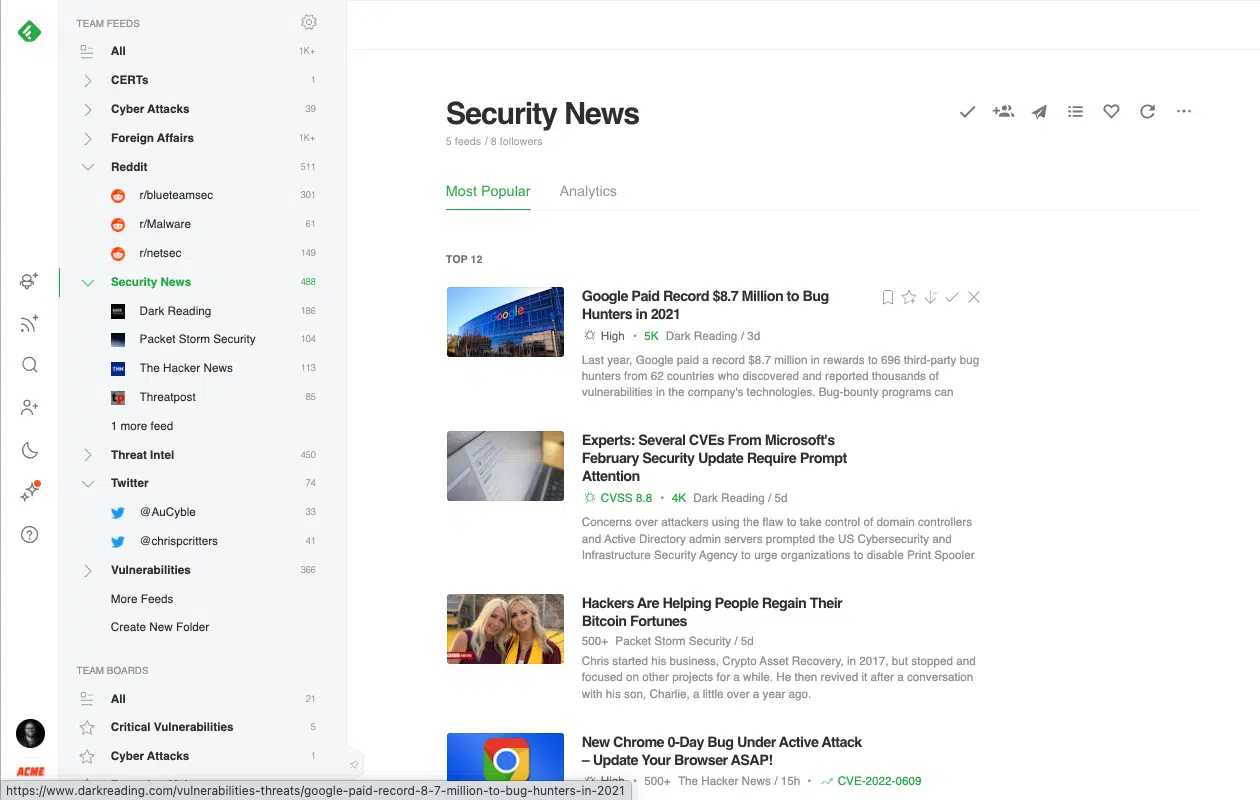 TEAM FEEDS
All 1K+
CERTs 1
Cyber Attacks 39
Foreign Affairs 1K+
Reddit 511
r/blueteamsec 301
r/Malware 61
r/netsec 149
Security News 488
Dark Reading 186
Packet Storm Security 104
THN The Hacker News 113
tp Threatpost 85
1 more feed
Threat Intel 450
Twitter 74
@AuCyble 33
@chrispcritters 41
Vulnerabilities 366
More Feeds
Create New Folder
TEAM BOARDS
All 21
Critical Vulnerabilities 5
Cyber Attacks 1
ACME
Security News
5 feeds / 8 followers
Most Popular Analytics
TOP 12
Google
Google Paid Record $8.7 Million to Bug
Hunters in 2021
High • 5K Dark Reading / 3d
Last year, Google paid a record $8.7 million in rewards to 696 third-party bug
hunters from 62 countries who discovered and reported thousands of
vulnerabilities in the company's technologies. Bug-bounty programs can
Experts: Several CVEs From Microsoft's
February Security Update Require Prompt
Attention
CVSS 8.8 • 4K Dark Reading / 5d
Concerns over attackers using the flaw to take control of domain controllers
and Active Directory admin servers prompted the US Cybersecurity and
Infrastructure Security Agency to urge organizations to disable Print Spooler
Hackers Are Helping People Regain Their
Bitcoin Fortunes
500+ Packet Storm Security / 5d
Chris started his business, Crypto Asset Recovery, in 2017, but stopped and
focused on other projects for a while. He then revived it after a conversation
with his son, Charlie, a little over a year ago.
New Chrome 0-Day Bug Under Active Attack
– Update Your Browser ASAP!
High • 500+ The Hacker News / 15h • CVE-2022-0609
https://www.darkreading.com/vulnerabilities-threats/google-paid-record-8-7-million-to-bug-hunters-in-2021